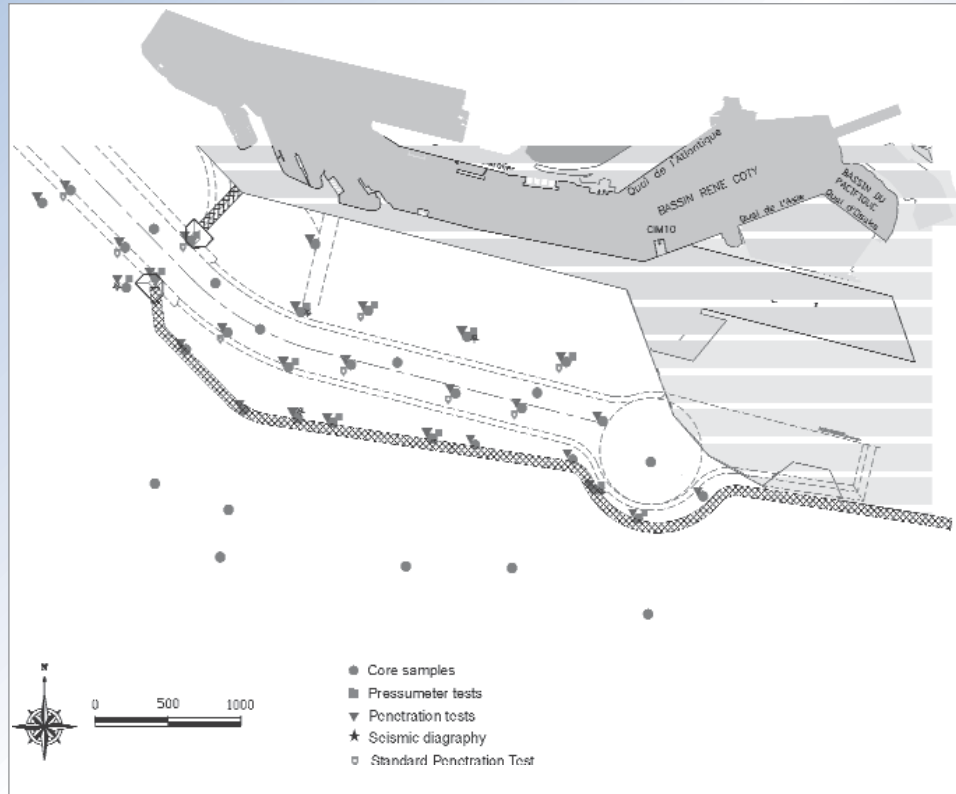 Quai de l'Atlantique
BASSIN RENE COTY
BASSIN DU
PACIFIQUE
Quai d'Osaka
Quai de l'Asie
CIMTO
N
0 500 1000
Core samples
Pressumeter tests
Penetration tests
Seismic diagraphy
Standard Penetration Test